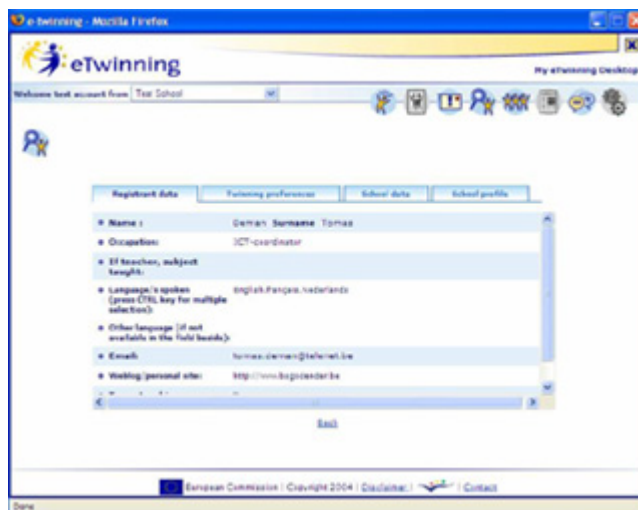 e-twinning - Mozilla Firefox
eTwinning
My eTwinning Desktop
Welcome test account from Test School
Registrant data
Twinning preferences
School data
School profile
Name : Deman Surname Tomas
Occupation: ICT-coordinator
If teacher, subject
taught:
Language/s spoken English,Français,Nederlands
(press CTRL key for multiple
selection):
Other language (if not
available in the field beside):
Email:
Weblog/personal site:
Back
European Commission | Copyright 2004 | Disclaimer | Contact
Done